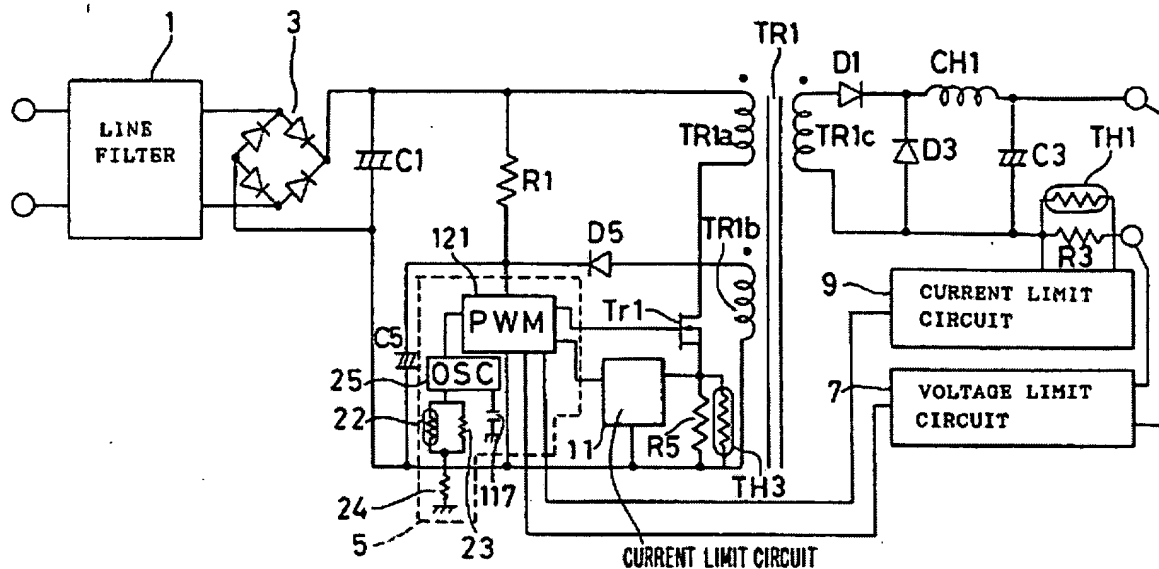 1
3
TR1
D1
CH1
LINE
FILTER
C1
R1
TR1a
TR1c
D3
C3
TH1
121
D5
TR1b
R3
9
CURRENT LIMIT
CIRCUIT
PWM
Tr1
C5
25
OSC
7
VOLTAGE LIMIT
CIRCUIT
22
11
R5
24
117
TH3
5
23
CURRENT LIMIT CIRCUIT